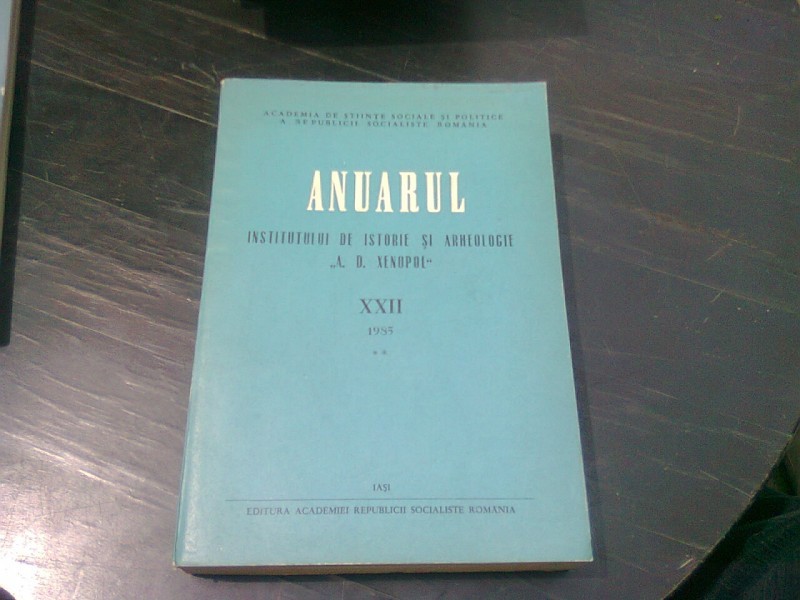 ACADEMIA DE ȘTIINȚE SOCIALE ȘI POLITICE
A REPUBLICII SOCIALISTE ROMÂNIA
ANUARUL
INSTITUTULUI DE ISTORIE ȘI ARHEOLOGIE
„A. D. XENOPOL“
XXII
1985
* *
IAȘI
EDITURA ACADEMIEI REPUBLICII SOCIALISTE ROMÂNIA